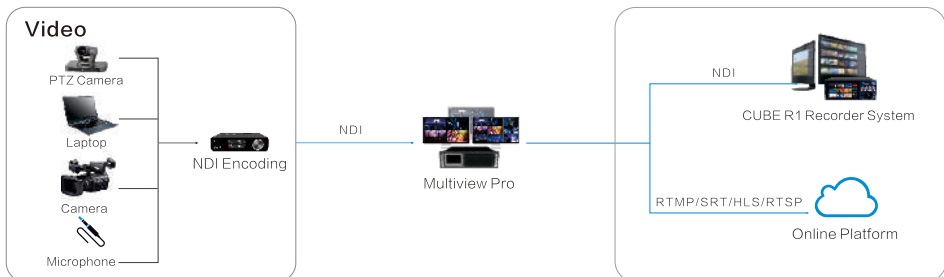 Video
PTZ Camera
Laptop
Camera
Microphone
NDI Encoding
NDI
Multiview Pro
NDI
CUBE R1 Recorder System
RTMP/SRT/HLS/RTSP
Online Platform